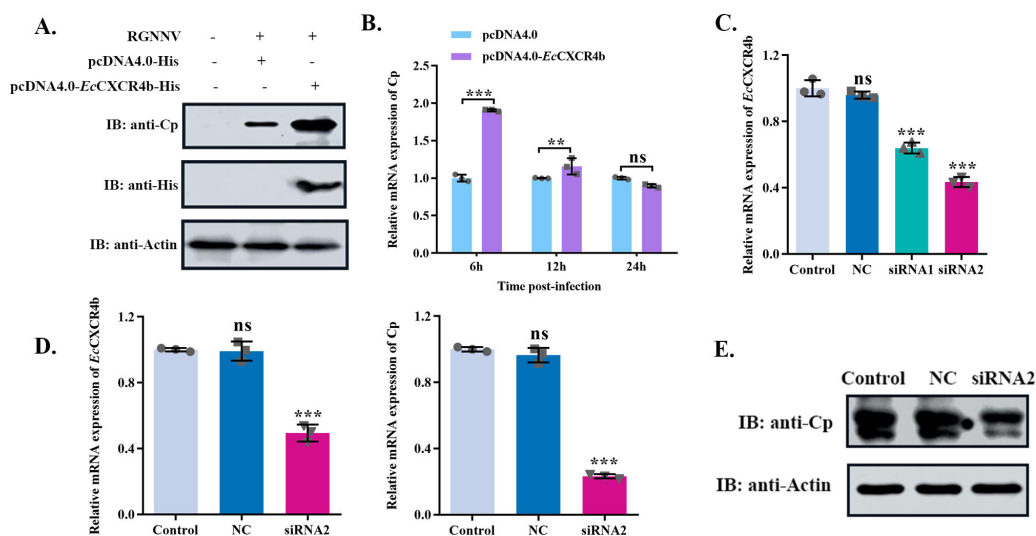 A.
RGNNV - + +
pcDNA4.0-His - + -
pcDNA4.0-EcCXCR4b-His - - +
IB: anti-Cp
IB: anti-His
IB: anti-Actin
B.
pcDNA4.0
pcDNA4.0-EcCXCR4b
Relative mRNA expression of Cp
2.5
2.0
1.5
1.0
0.5
0.0
***
**
ns
6h 12h 24h
Time post-infection
C.
Relative mRNA expression of EcCXCR4b
1.2
1.0
0.8
0.4
0.0
ns
***
***
Control NC siRNA1 siRNA2
D.
Relative mRNA expression of EcCXCR4b
1.2
0.8
0.4
0.0
ns
***
Control NC siRNA2
Relative mRNA expression of Cp
1.2
0.8
0.4
0.0
ns
***
Control NC siRNA2
E.
Control NC siRNA2
IB: anti-Cp
IB: anti-Actin